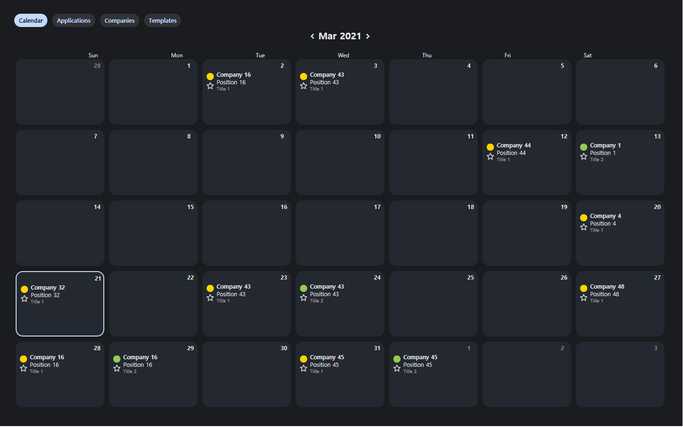 Calendar Applications Companies Templates
< Mar 2021 >
Sun Mon Tue Wed Thu Fri Sat
28 1 2 3 4 5 6
Company 16 Company 43
Position 16 Position 43
Title 1 Title 1
7 8 9 10 11 12 13
Company 44 Company 1
Position 44 Position 1
Title 1 Title 2
14 15 16 17 18 19 20
Company 4
Position 4
Title 1
21 22 23 24 25 26 27
Company 32 Company 43 Company 43 Company 48
Position 32 Position 43 Position 43 Position 48
Title 1 Title 1 Title 2 Title 1
28 29 30 31 1 2 3
Company 16 Company 16 Company 45 Company 45
Position 16 Position 16 Position 45 Position 45
Title 1 Title 2 Title 1 Title 2